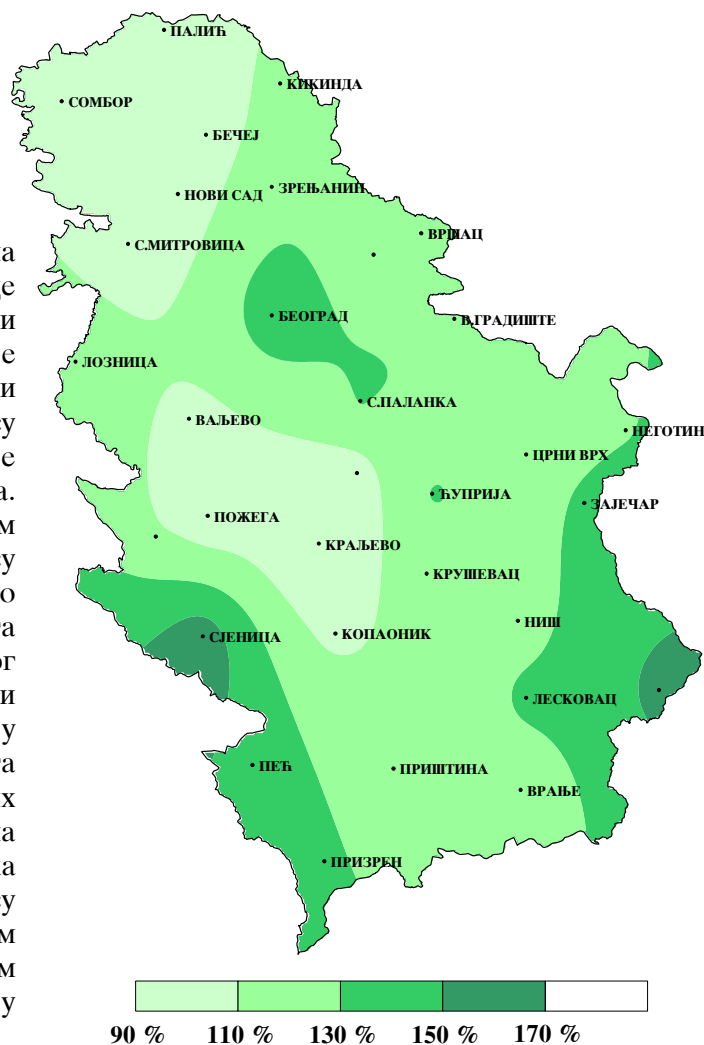 ПАЛИЋ
КИКИНДА
СОМБОР
БЕЧЕЈ
ЗРЕЊАНИН
НОВИ САД
ВРШАЦ
С.МИТРОВИЦА
БЕОГРАД
В.ГРАДИШТЕ
ЛОЗНИЦА
С.ПАЛАНКА
ВАЉЕВО
НЕГОТИН
ЦРНИ ВРХ
ЋУПРИЈА
ЗАЈЕЧАР
ПОЖЕГА
КРАЉЕВО
КРУШЕВАЦ
НИШ
СЈЕНИЦА
КОПАОНИК
ЛЕСКОВАЦ
ПЕЋ
ПРИШТИНА
ВРАЊЕ
ПРИЗРЕН
90 % 110 % 130 % 150 % 170 %